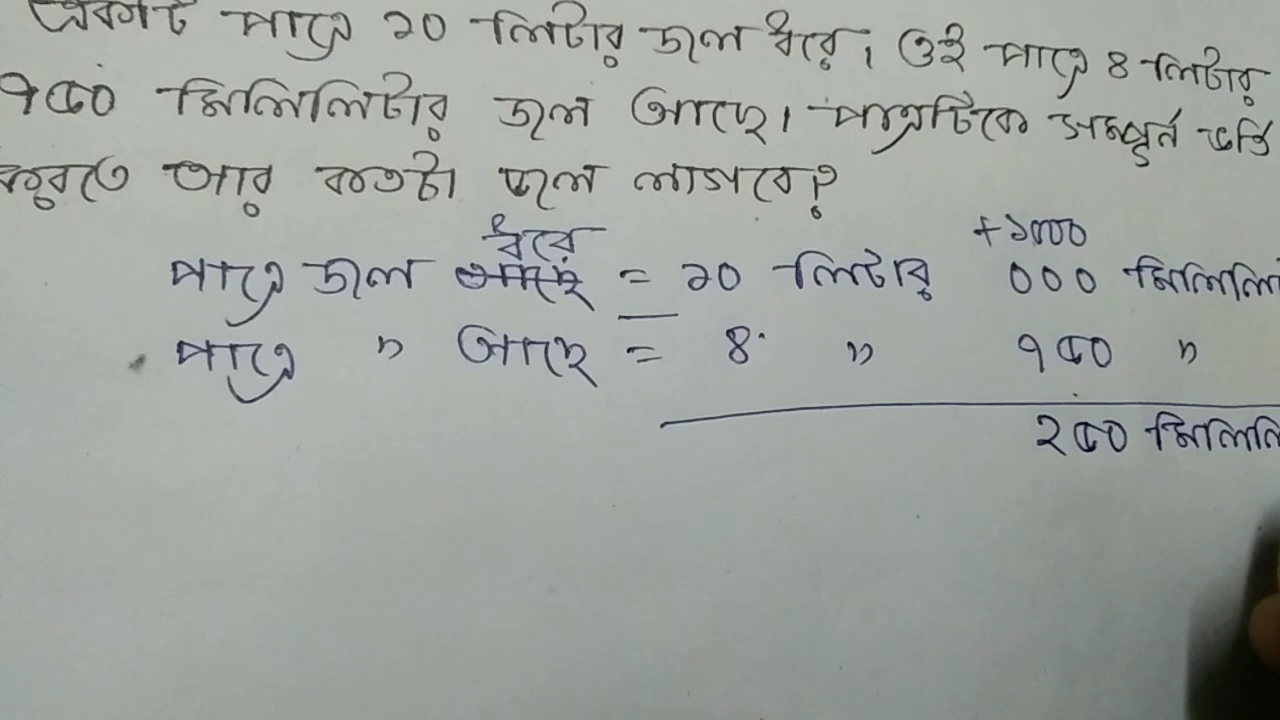 একটি পাত্রে ১০ লিটার জল ধরে। ওই পাত্রে ৪ লিটার
৭৫০ মিলিলিটার জল আছে। পাত্রটিকে সম্পূর্ন ভর্তি
করতে আর কতটা জল লাগবে?
ধরে +১০০০
পাত্রে জল আছে = ১০ লিটার ০০০ মিলিলি
পাত্রে " আছে = ৪ " ৭৫০ "
২৫০ মিলিলি